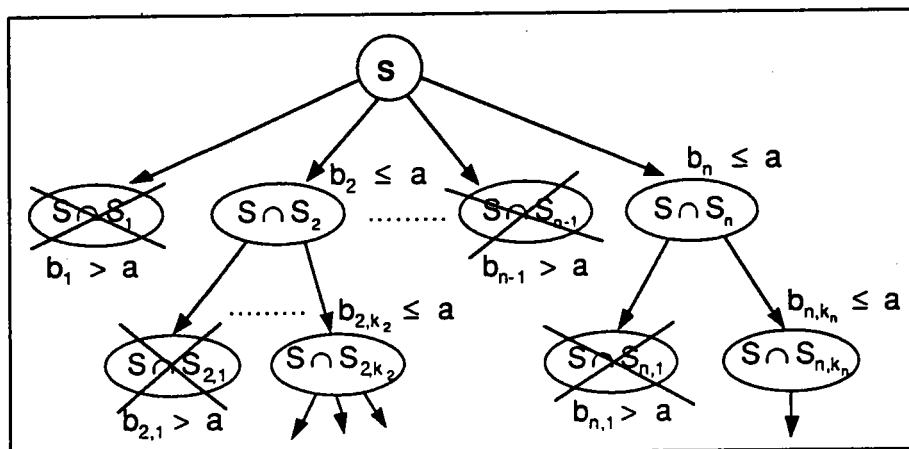 S
b₂ ≤ a
bₙ ≤ a
S ∩ S₁
S ∩ S₂
........
S ∩ Sₙ₋₁
S ∩ Sₙ
b₁ > a
bₙ₋₁ > a
.........
b₂,ₖ₂ ≤ a
bₙ,ₖₙ ≤ a
S ∩ S₂,₁
S ∩ S₂,ₖ₂
S ∩ Sₙ,₁
S ∩ Sₙ,ₖₙ
b₂,₁ > a
bₙ,₁ > a